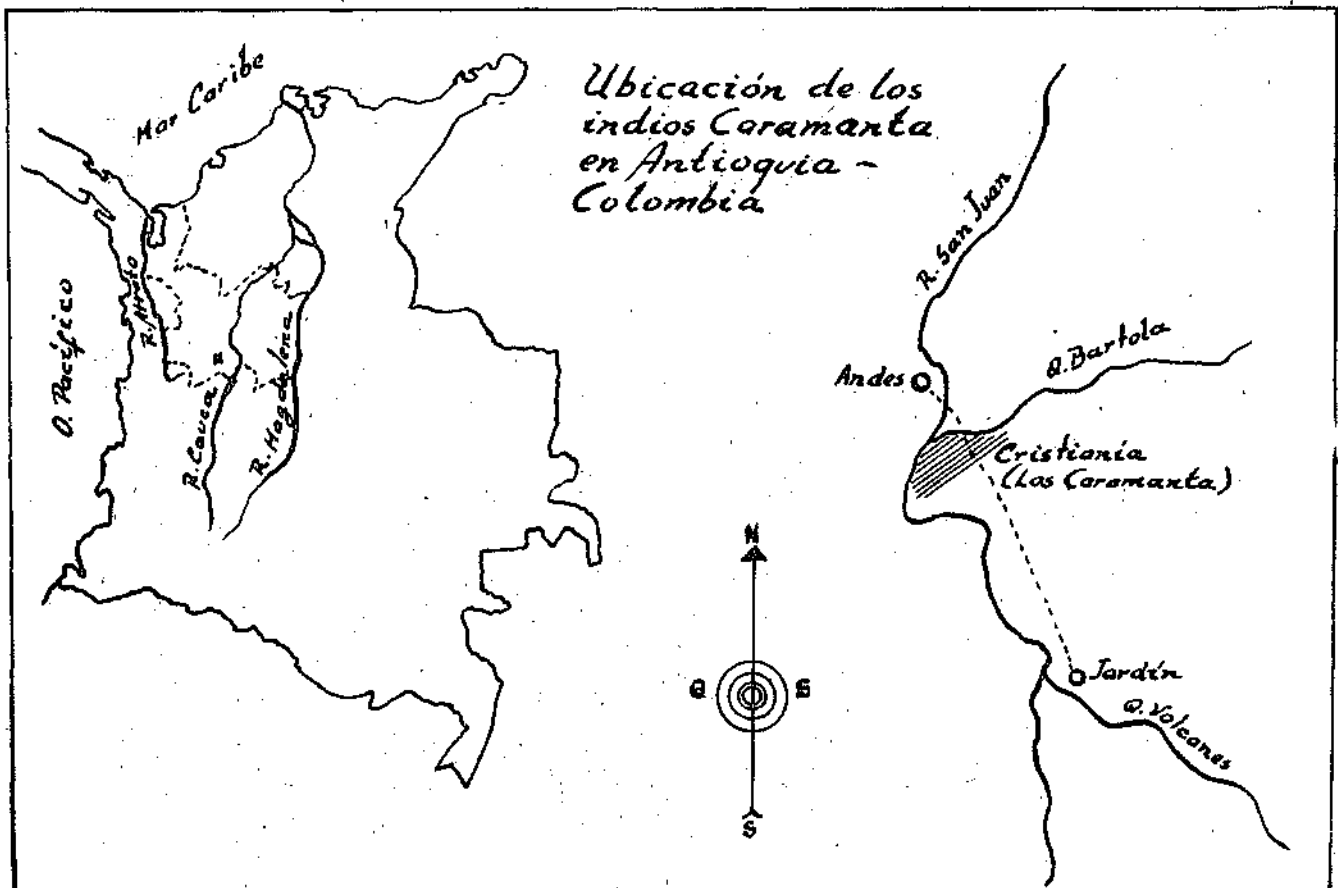 Ubicación de los
indios Caramanta
en Antioquia –
Colombia
Mar Caribe
O. Pacífico
R. Atrato
R. Cauca
R. Magdalena
R. San Juan
Andes
Q. Bartola
Cristianía
(Los Caramanta)
Jardín
Q. Volcanes
N
O
E
S